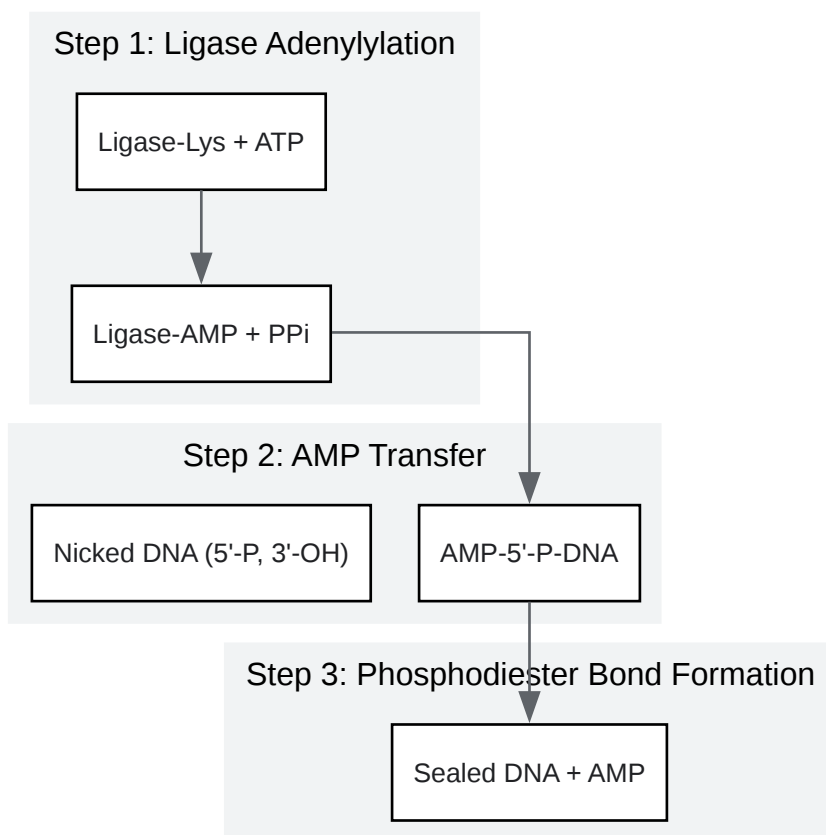 Step 1: Ligase Adenylylation
Ligase-Lys + ATP
Ligase-AMP + PPi
Step 2: AMP Transfer
Nicked DNA (5'-P, 3'-OH)
AMP-5'-P-DNA
Step 3: Phosphodiester Bond Formation
Sealed DNA + AMP